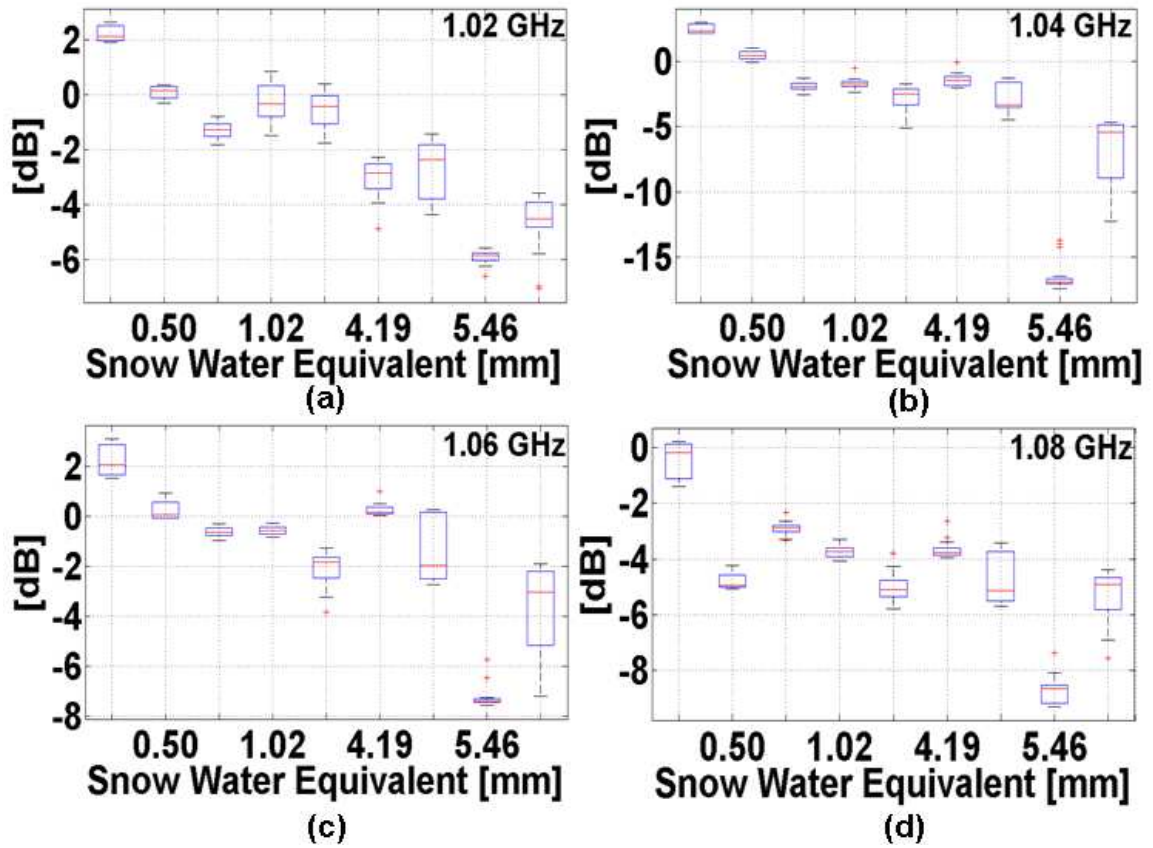 1.02 GHz
2
0
-2
-4
-6
[dB]
0.50 1.02 4.19 5.46
Snow Water Equivalent [mm]
(a)
1.04 GHz
0
-5
-10
-15
[dB]
0.50 1.02 4.19 5.46
Snow Water Equivalent [mm]
(b)
1.06 GHz
2
0
-2
-4
-6
-8
[dB]
0.50 1.02 4.19 5.46
Snow Water Equivalent [mm]
(c)
1.08 GHz
0
-2
-4
-6
-8
[dB]
0.50 1.02 4.19 5.46
Snow Water Equivalent [mm]
(d)